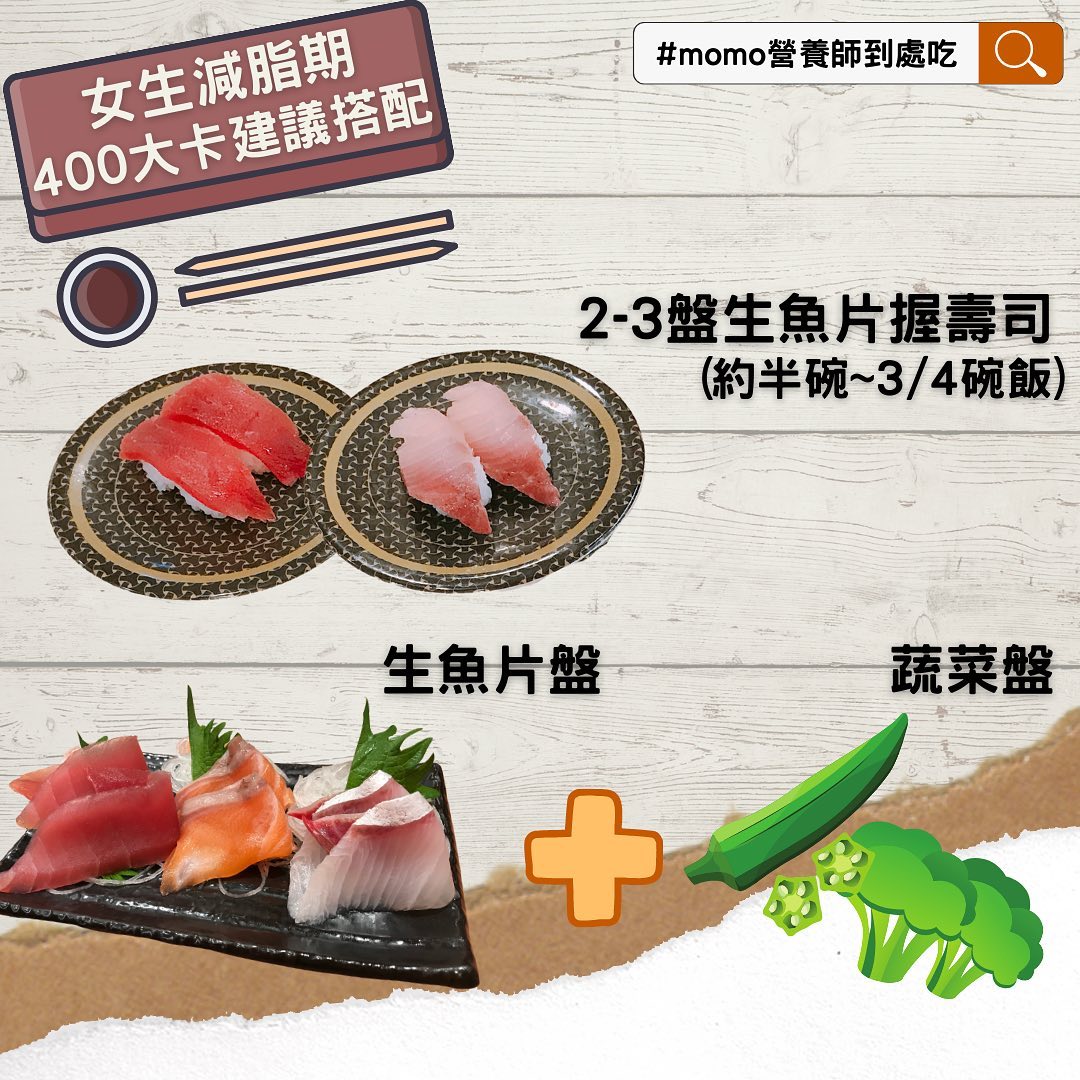 女生減脂期
400大卡建議搭配
#momo營養師到處吃
2-3盤生魚片握壽司
(約半碗~3/4碗飯)
生魚片盤
蔬菜盤